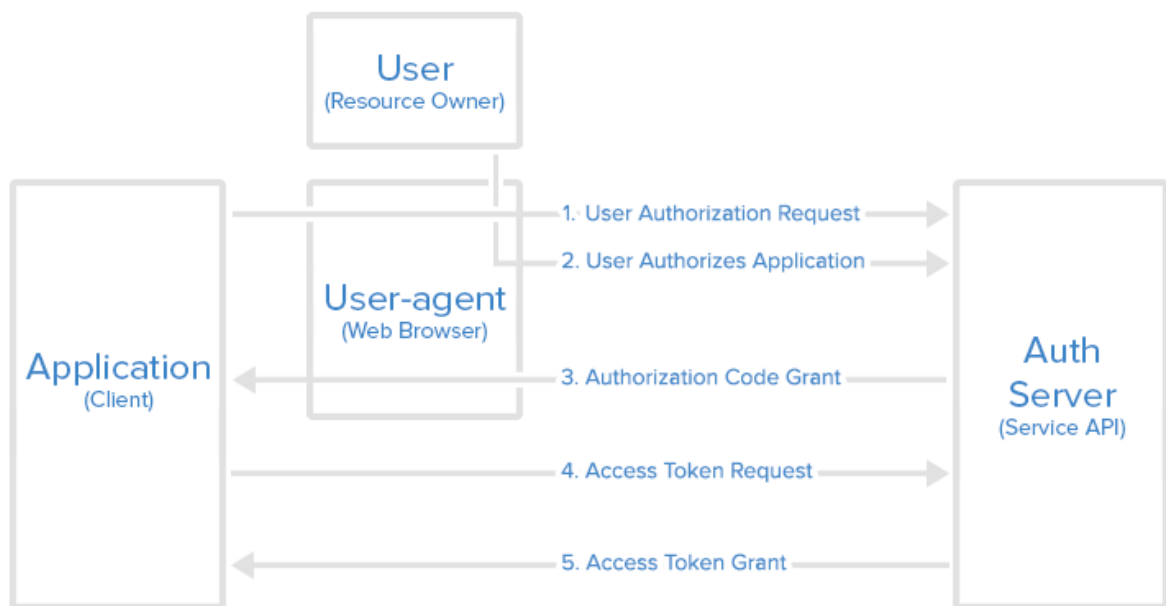 User
(Resource Owner)
1. User Authorization Request
2. User Authorizes Application
User-agent
(Web Browser)
Application
(Client)
3. Authorization Code Grant
Auth
Server
(Service API)
4. Access Token Request
5. Access Token Grant